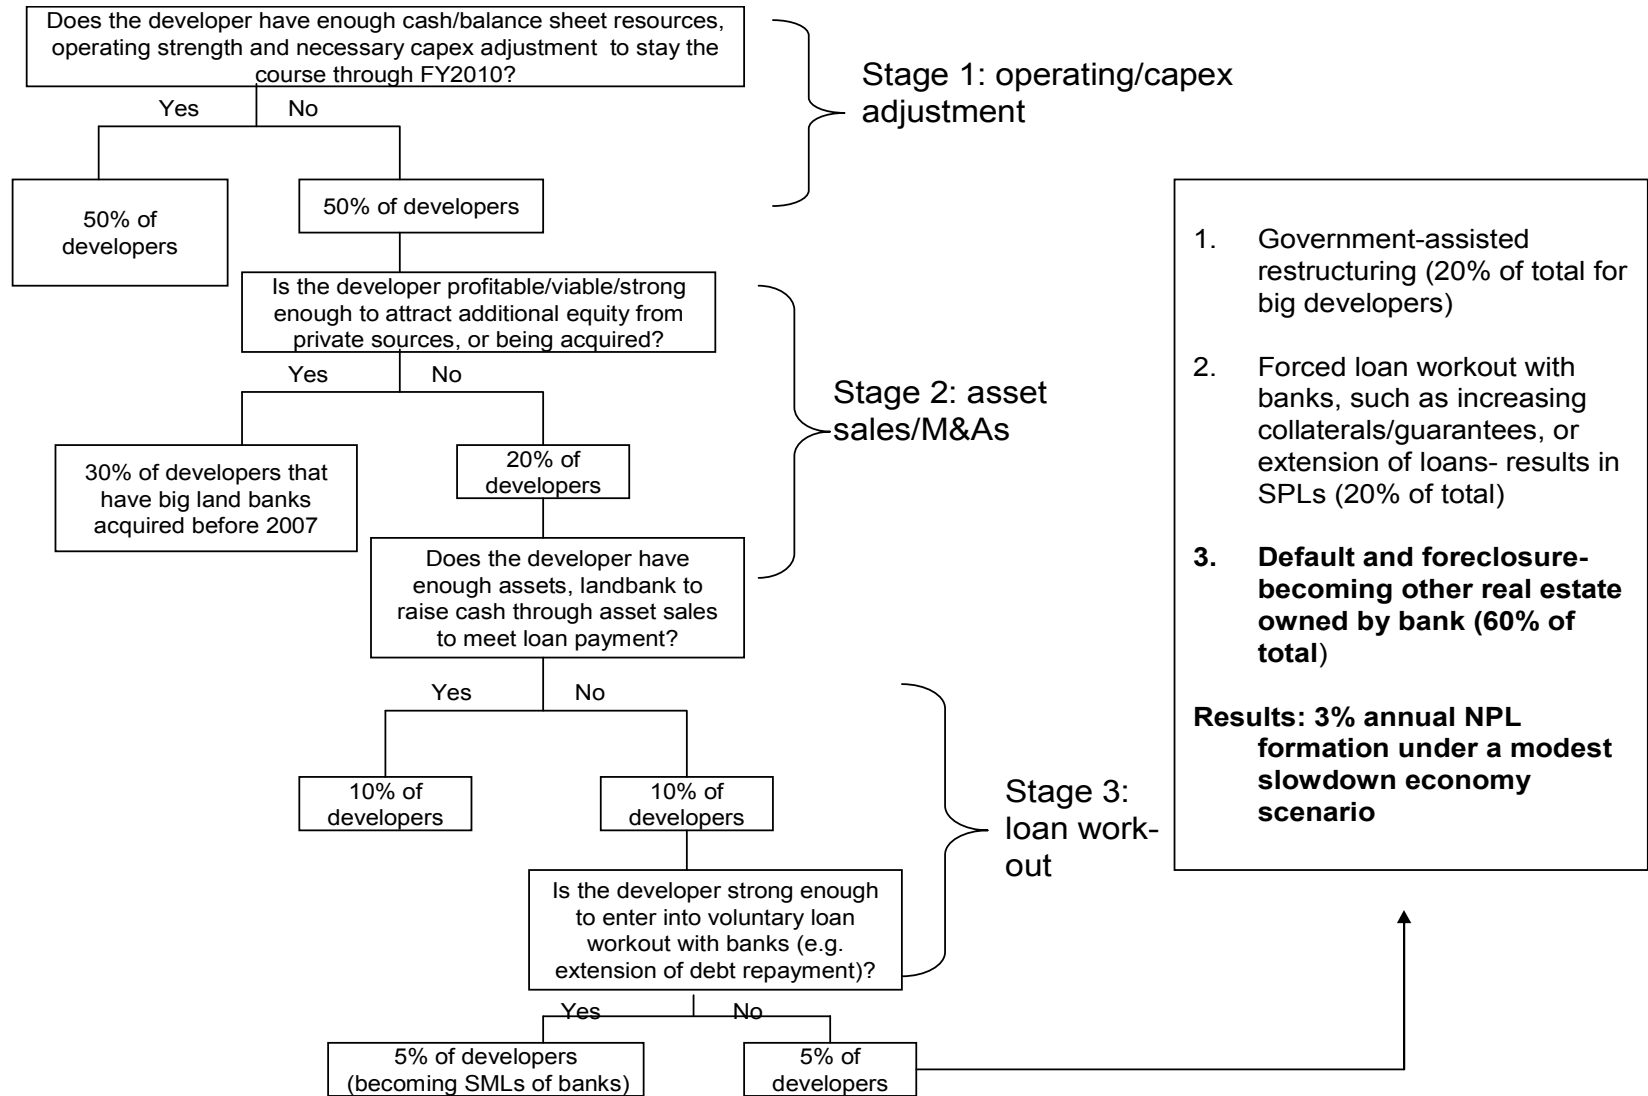 Does the developer have enough cash/balance sheet resources,
operating strength and necessary capex adjustment to stay the
course through FY2010?
Stage 1: operating/capex
adjustment
Yes
No
50% of
developers
50% of developers
Is the developer profitable/viable/strong
enough to attract additional equity from
private sources, or being acquired?
Yes
No
Stage 2: asset
sales/M&As
30% of developers that
have big land banks
acquired before 2007
20% of
developers
Does the developer have
enough assets, landbank to
raise cash through asset sales
to meet loan payment?
Yes
No
10% of
developers
10% of
developers
Stage 3:
loan work-
out
Is the developer strong enough
to enter into voluntary loan
workout with banks (e.g.
extension of debt repayment)?
Yes
No
5% of developers
(becoming SMLs of banks)
5% of
developers
1. Government-assisted
restructuring (20% of total for
big developers)
2. Forced loan workout with
banks, such as increasing
collaterals/guarantees, or
extension of loans- results in
SPLs (20% of total)
3. Default and foreclosure-
becoming other real estate
owned by bank (60% of
total)
Results: 3% annual NPL
formation under a modest
slowdown economy
scenario